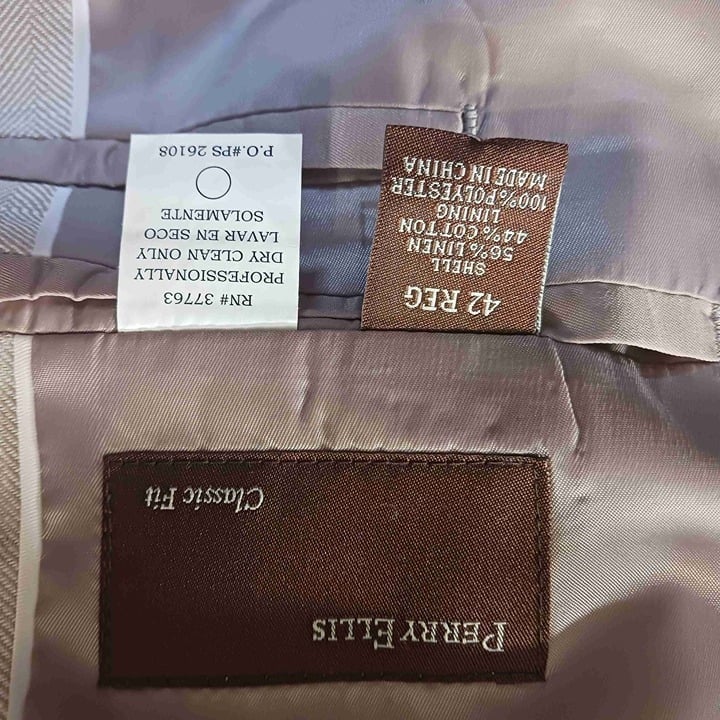 PERRY ELLIS
Classic Fit
42 REG
SHELL
56% LINEN
44% COTTON
LINING
100% POLYESTER
MADE IN CHINA
RN# 37763
PROFESSIONALLY
DRY CLEAN ONLY
LAVAR EN SECO
SOLAMENTE
P.O.#PS 26108